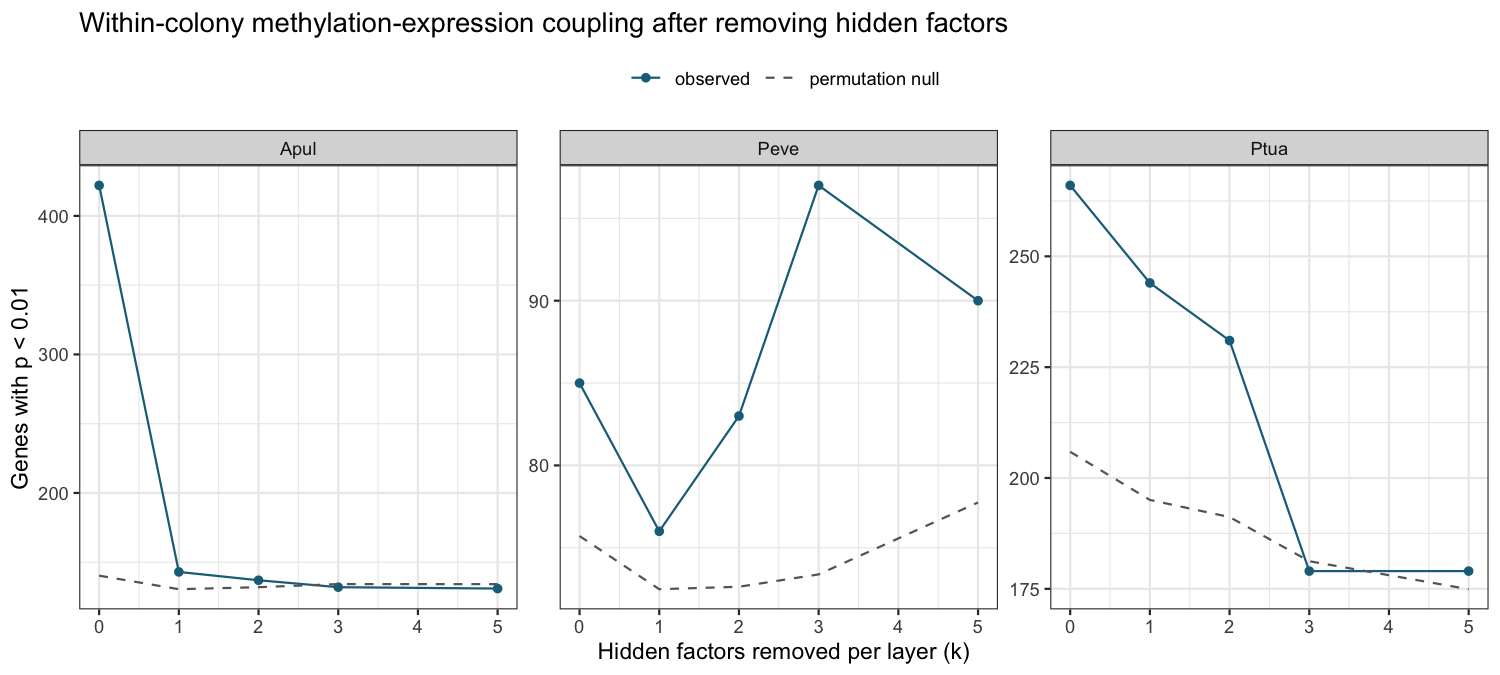 Within-colony methylation-expression coupling after removing hidden factors
observed permutation null
Apul Peve Ptua
Genes with p < 0.01
400
300
200
90
80
250
225
200
175
0 1 2 3 4 5
0 1 2 3 4 5
0 1 2 3 4 5
Hidden factors removed per layer (k)